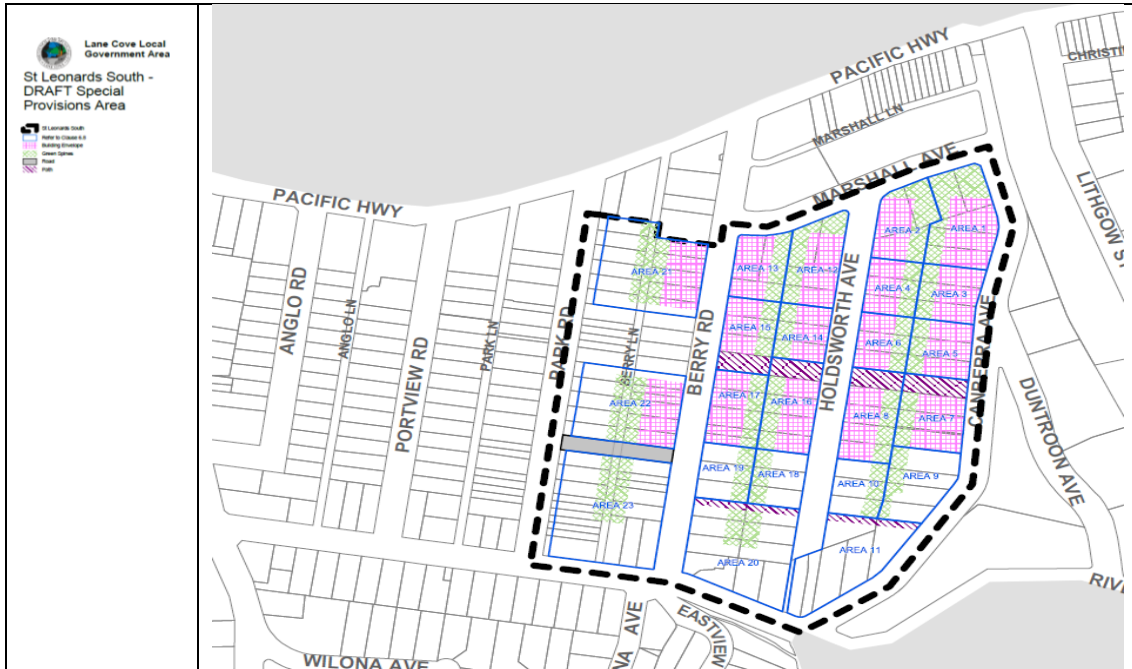 Lane Cove Local
Government Area
St Leonards South -
DRAFT Special
Provisions Area
St Leonards South
Refer to Clause 6.8
Building Envelope
Green Spines
Road
Path
PACIFIC HWY
CHRISTIN
MARSHALL LN
MARSHALL AVE
LITHGOW ST
PACIFIC HWY
ANGLO RD
ANGLO LN
PORTVIEW RD
PARK LN
PARK RD
BERRY LN
BERRY RD
HOLDSWORTH AVE
CANBERRA AVE
DUNTROON AVE
AREA 1
AREA 2
AREA 21
AREA 13
AREA 12
AREA 4
AREA 3
AREA 15
AREA 14
AREA 6
AREA 5
AREA 22
AREA 17
AREA 16
AREA 8
AREA 7
AREA 19
AREA 18
AREA 10
AREA 9
AREA 23
AREA 20
AREA 11
RIVE
NA AVE
EASTVIEW
WILONA AVE